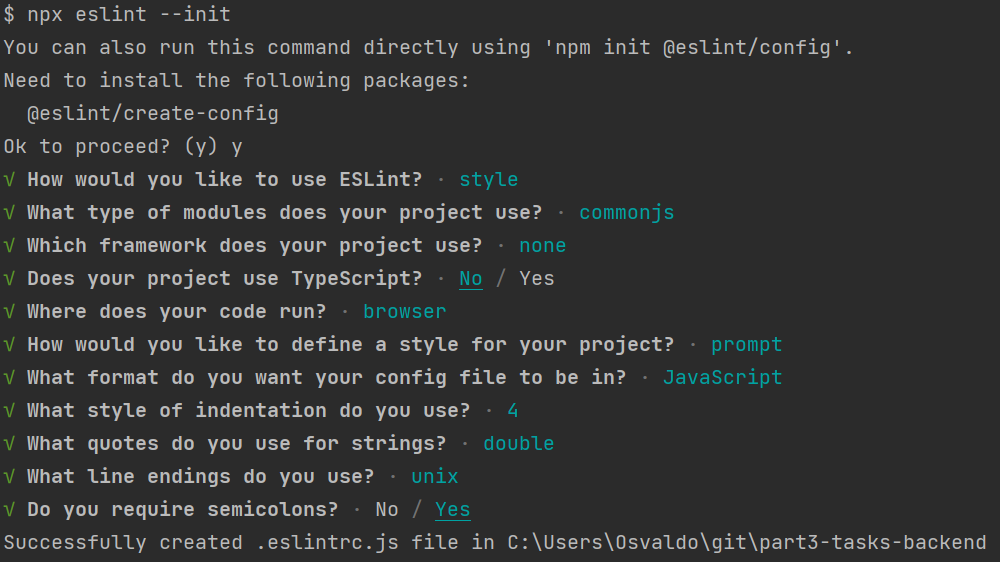 $ npx eslint --init
You can also run this command directly using 'npm init @eslint/config'.
Need to install the following packages:
  @eslint/create-config
Ok to proceed? (y) y
√ How would you like to use ESLint? · style
√ What type of modules does your project use? · commonjs
√ Which framework does your project use? · none
√ Does your project use TypeScript? · No / Yes
√ Where does your code run? · browser
√ How would you like to define a style for your project? · prompt
√ What format do you want your config file to be in? · JavaScript
√ What style of indentation do you use? · 4
√ What quotes do you use for strings? · double
√ What line endings do you use? · unix
√ Do you require semicolons? · No / Yes
Successfully created .eslintrc.js file in C:\Users\Osvaldo\git\part3-tasks-backend